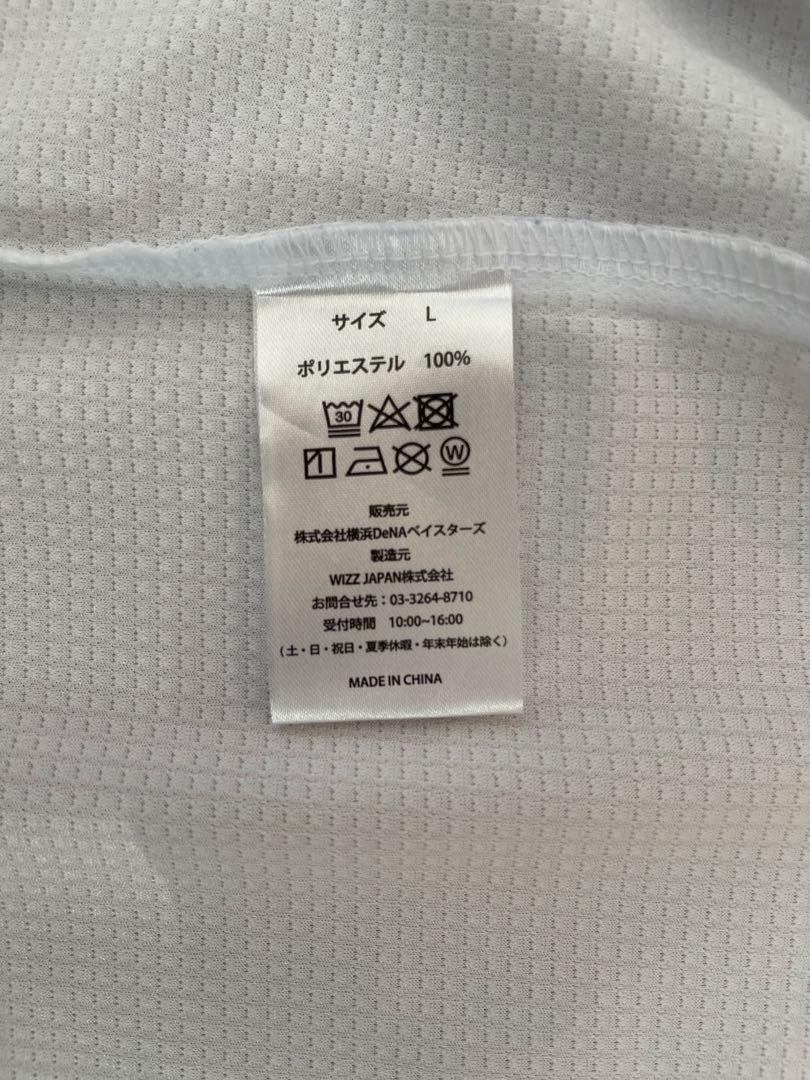 サイズ L
ポリエステル 100%
30
W
販売元
株式会社横浜DeNAベイスターズ
製造元
WIZZ JAPAN株式会社
お問合せ先：03-3264-8710
受付時間 10:00~16:00
（土・日・祝日・夏季休暇・年末年始は除く）
MADE IN CHINA